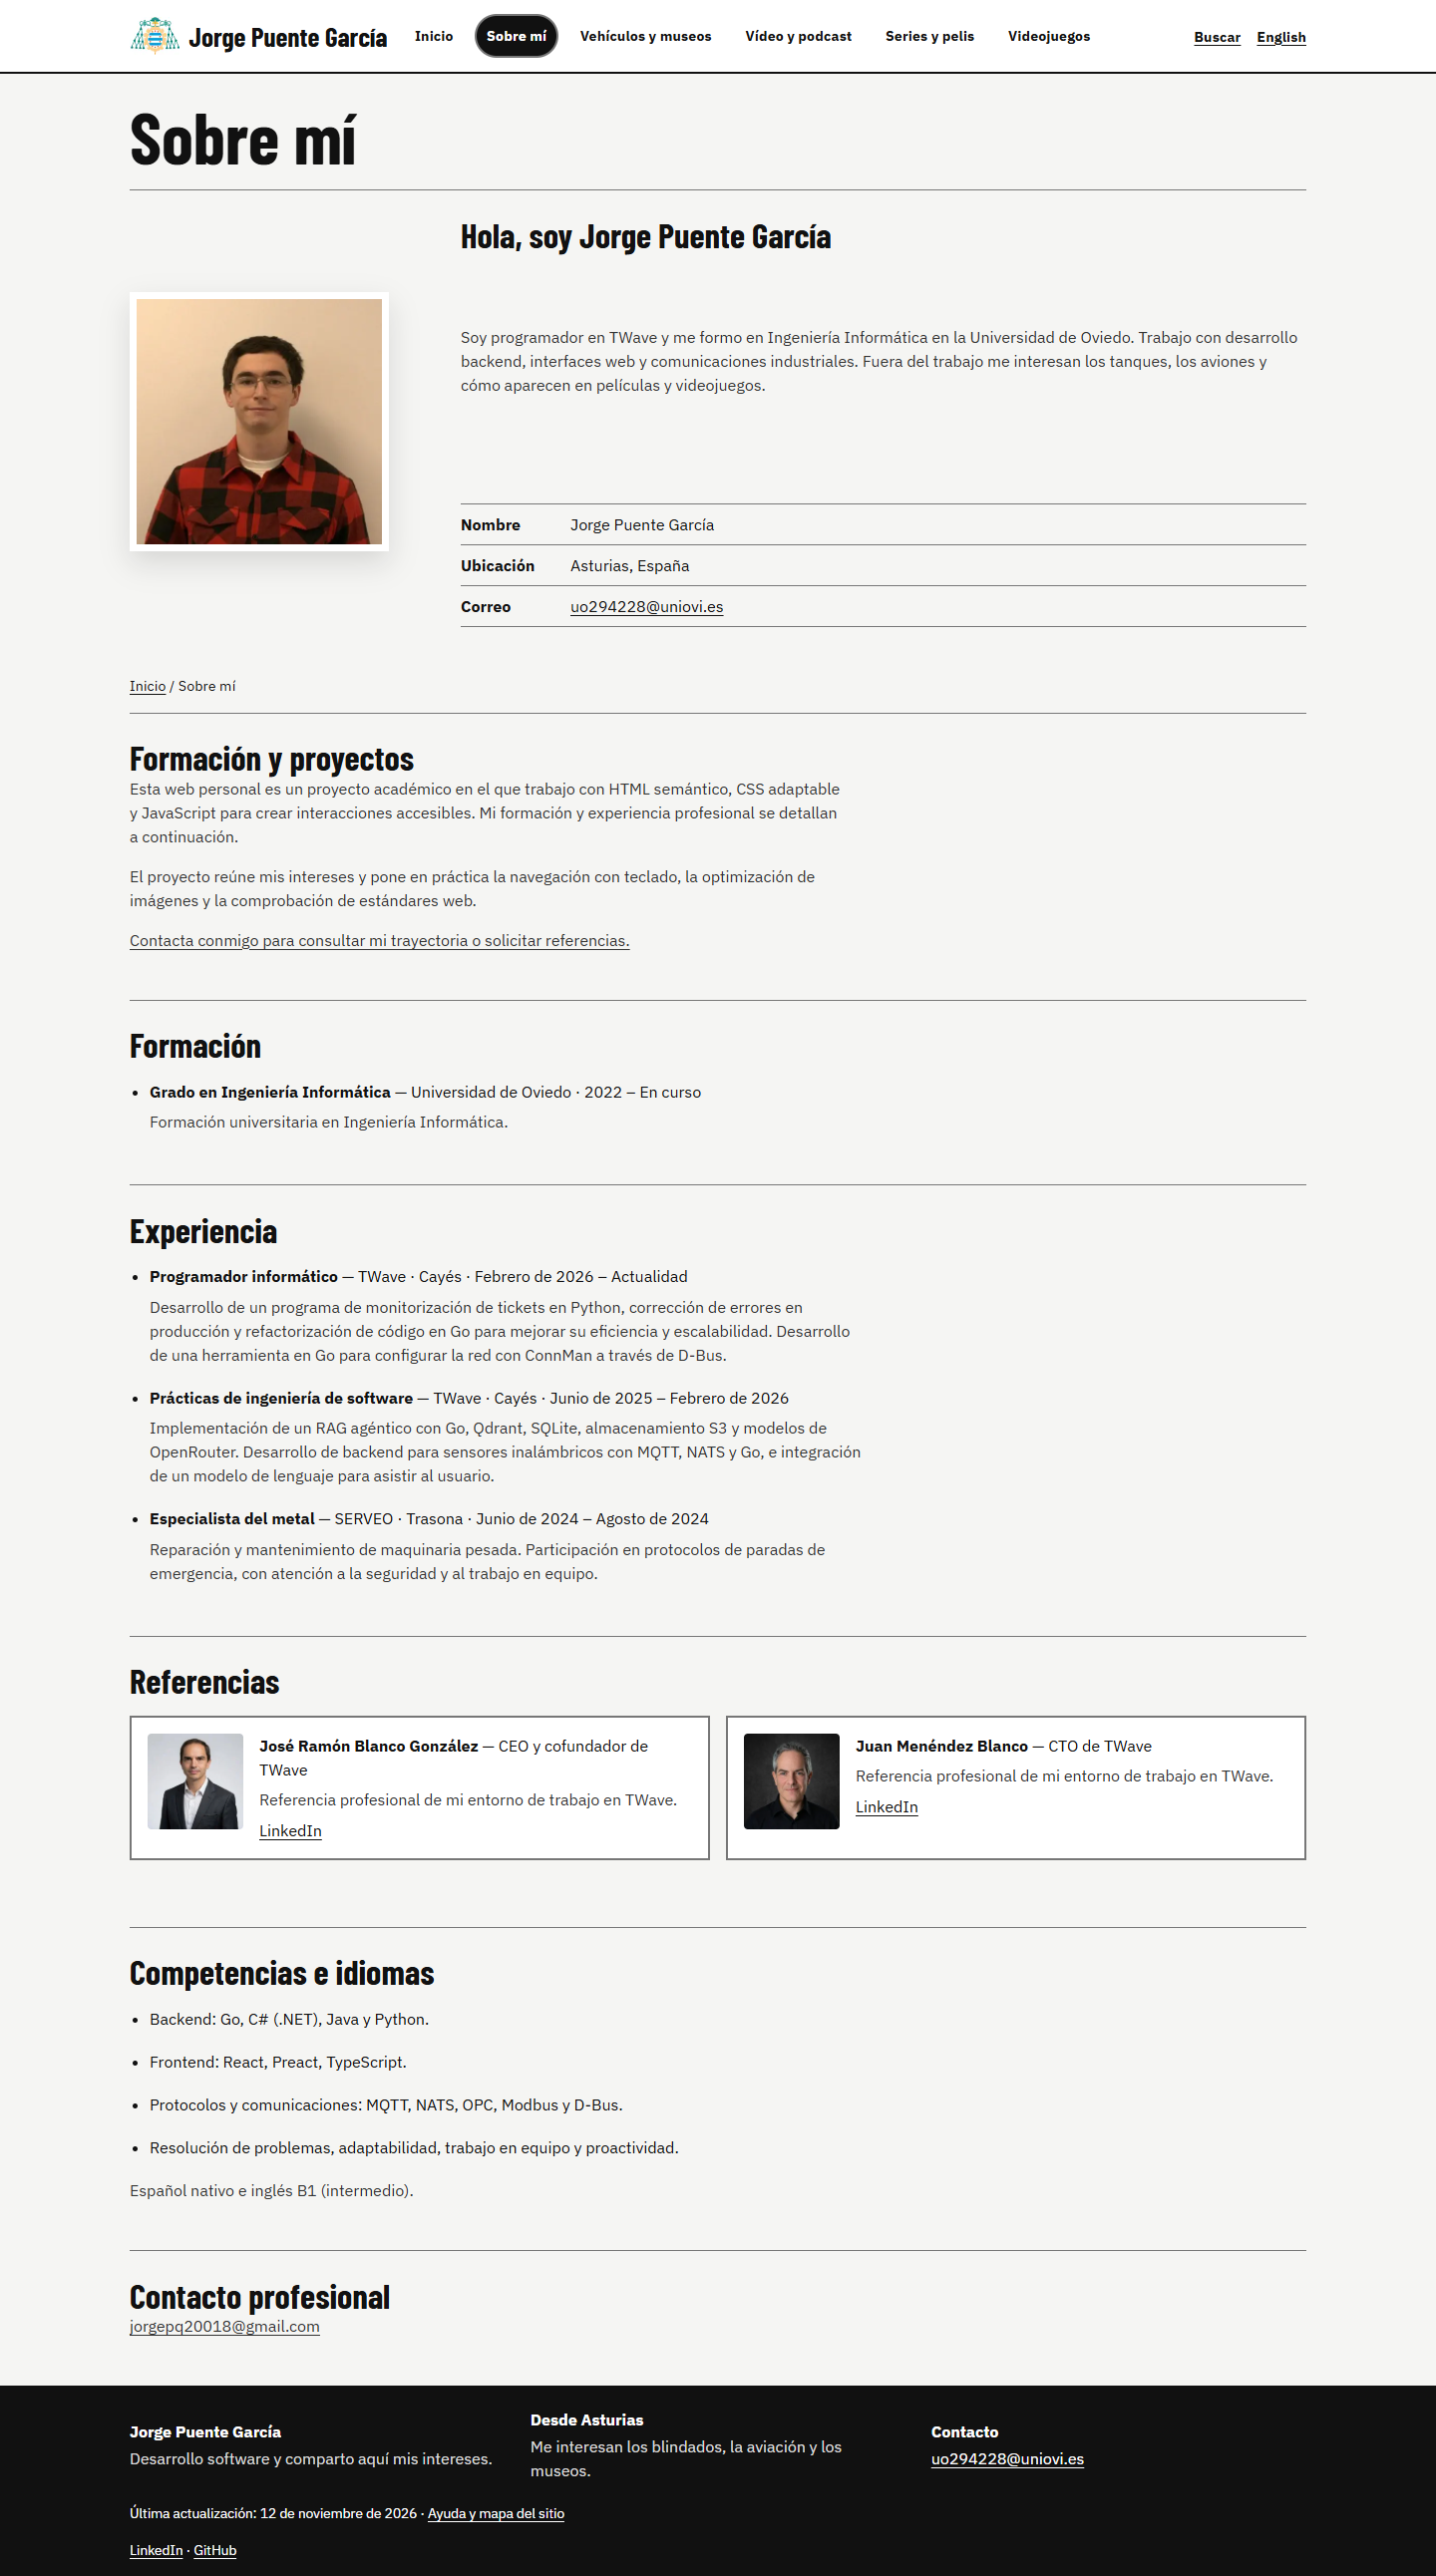 Jorge Puente García
Inicio
Sobre mí
Vehículos y museos
Vídeo y podcast
Series y pelis
Videojuegos
Buscar
English
Sobre mí
Hola, soy Jorge Puente García
Soy programador en TWave y me formo en Ingeniería Informática en la Universidad de Oviedo. Trabajo con desarrollo
backend, interfaces web y comunicaciones industriales. Fuera del trabajo me interesan los tanques, los aviones y
cómo aparecen en películas y videojuegos.
Nombre Jorge Puente García
Ubicación Asturias, España
Correo uo294228@uniovi.es
Inicio / Sobre mí
Formación y proyectos
Esta web personal es un proyecto académico en el que trabajo con HTML semántico, CSS adaptable
y JavaScript para crear interacciones accesibles. Mi formación y experiencia profesional se detallan
a continuación.
El proyecto reúne mis intereses y pone en práctica la navegación con teclado, la optimización de
imágenes y la comprobación de estándares web.
Contacta conmigo para consultar mi trayectoria o solicitar referencias.
Formación
• Grado en Ingeniería Informática — Universidad de Oviedo · 2022 – En curso
Formación universitaria en Ingeniería Informática.
Experiencia
• Programador informático — TWave · Cayés · Febrero de 2026 – Actualidad
Desarrollo de un programa de monitorización de tickets en Python, corrección de errores en
producción y refactorización de código en Go para mejorar su eficiencia y escalabilidad. Desarrollo
de una herramienta en Go para configurar la red con ConnMan a través de D-Bus.
• Prácticas de ingeniería de software — TWave · Cayés · Junio de 2025 – Febrero de 2026
Implementación de un RAG agéntico con Go, Qdrant, SQLite, almacenamiento S3 y modelos de
OpenRouter. Desarrollo de backend para sensores inalámbricos con MQTT, NATS y Go, e integración
de un modelo de lenguaje para asistir al usuario.
• Especialista del metal — SERVEO · Trasona · Junio de 2024 – Agosto de 2024
Reparación y mantenimiento de maquinaria pesada. Participación en protocolos de paradas de
emergencia, con atención a la seguridad y al trabajo en equipo.
Referencias
José Ramón Blanco González — CEO y cofundador de
TWave
Referencia profesional de mi entorno de trabajo en TWave.
LinkedIn
Juan Menéndez Blanco — CTO de TWave
Referencia profesional de mi entorno de trabajo en TWave.
LinkedIn
Competencias e idiomas
• Backend: Go, C# (.NET), Java y Python.
• Frontend: React, Preact, TypeScript.
• Protocolos y comunicaciones: MQTT, NATS, OPC, Modbus y D-Bus.
• Resolución de problemas, adaptabilidad, trabajo en equipo y proactividad.
Español nativo e inglés B1 (intermedio).
Contacto profesional
jorgepq20018@gmail.com
Jorge Puente García
Desarrollo software y comparto aquí mis intereses.
Desde Asturias
Me interesan los blindados, la aviación y los
museos.
Contacto
uo294228@uniovi.es
Última actualización: 12 de noviembre de 2026 · Ayuda y mapa del sitio
LinkedIn · GitHub